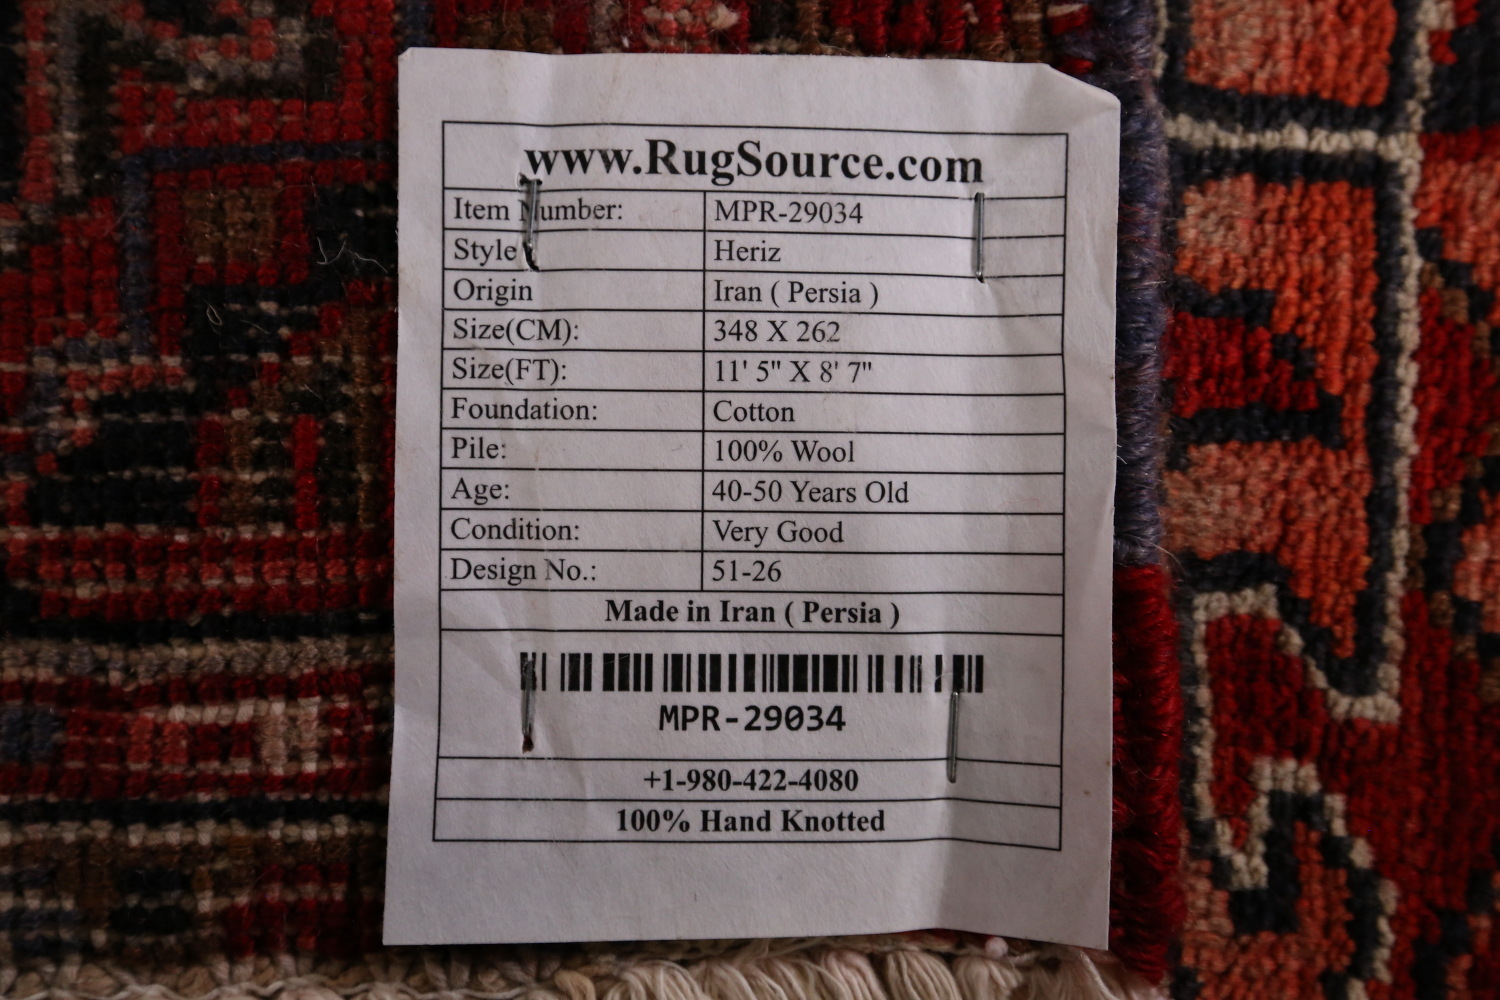 www.RugSource.com
Item Number: MPR-29034
Style Heriz
Origin Iran ( Persia )
Size(CM): 348 X 262
Size(FT): 11' 5" X 8' 7"
Foundation: Cotton
Pile: 100% Wool
Age: 40-50 Years Old
Condition: Very Good
Design No.: 51-26
Made in Iran ( Persia )
MPR-29034
+1-980-422-4080
100% Hand Knotted